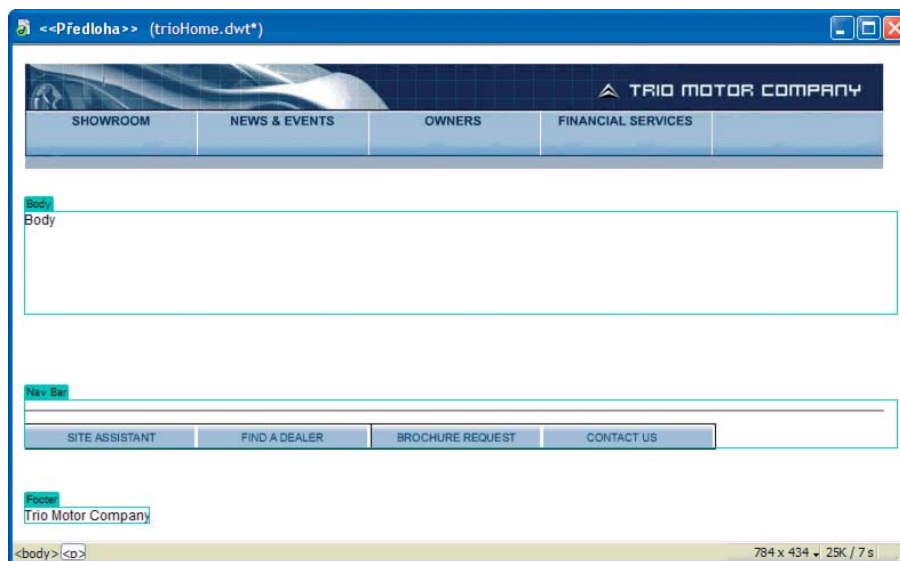 <<Předloha>> (trioHome.dwt*)
TRIO MOTOR COMPANY
SHOWROOM NEWS & EVENTS OWNERS FINANCIAL SERVICES
Body
Body
Nav Bar
SITE ASSISTANT FIND A DEALER BROCHURE REQUEST CONTACT US
Footer
Trio Motor Company
<body> <p> 784 x 434 25K / 7 s